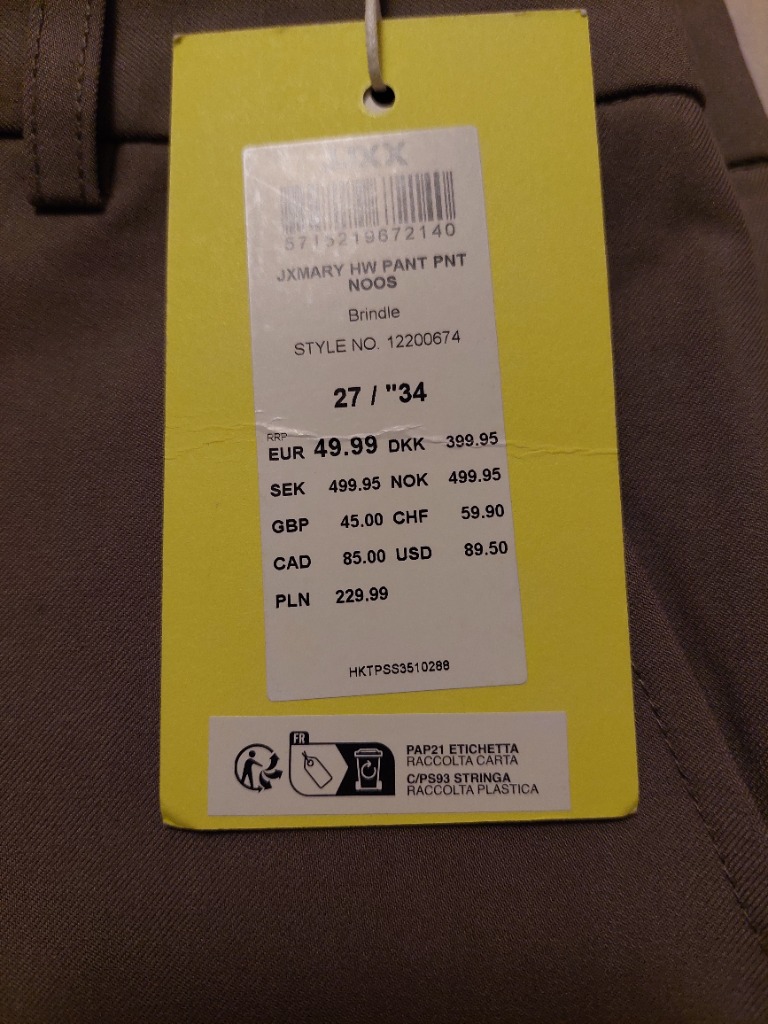 JXX
5715219672140
JXMARY HW PANT PNT
NOOS
Brindle
STYLE NO. 12200674
27 / "34
RRP
EUR 49.99 DKK 399.95
SEK 499.95 NOK 499.95
GBP 45.00 CHF 59.90
CAD 85.00 USD 89.50
PLN 229.99
HKTPSS3510288
FR
PAP21 ETICHETTA
RACCOLTA CARTA
C/PS93 STRINGA
RACCOLTA PLASTICA